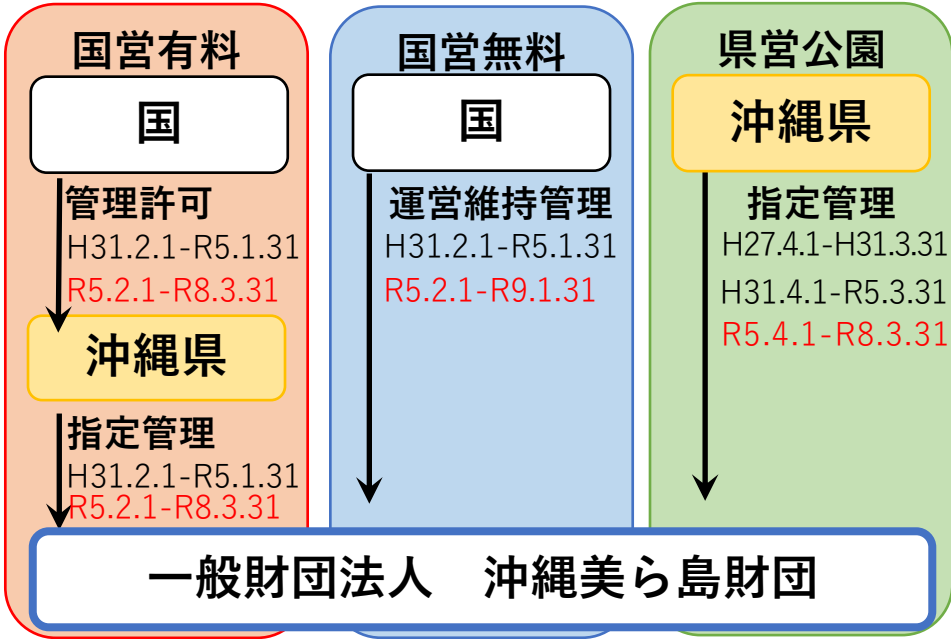 国営有料
国
管理許可
H31.2.1-R5.1.31
R5.2.1-R8.3.31
沖縄県
指定管理
H31.2.1-R5.1.31
R5.2.1-R8.3.31
国営無料
国
運営維持管理
H31.2.1-R5.1.31
R5.2.1-R9.1.31
県営公園
沖縄県
指定管理
H27.4.1-H31.3.31
H31.4.1-R5.3.31
R5.4.1-R8.3.31
一般財団法人　沖縄美ら島財団